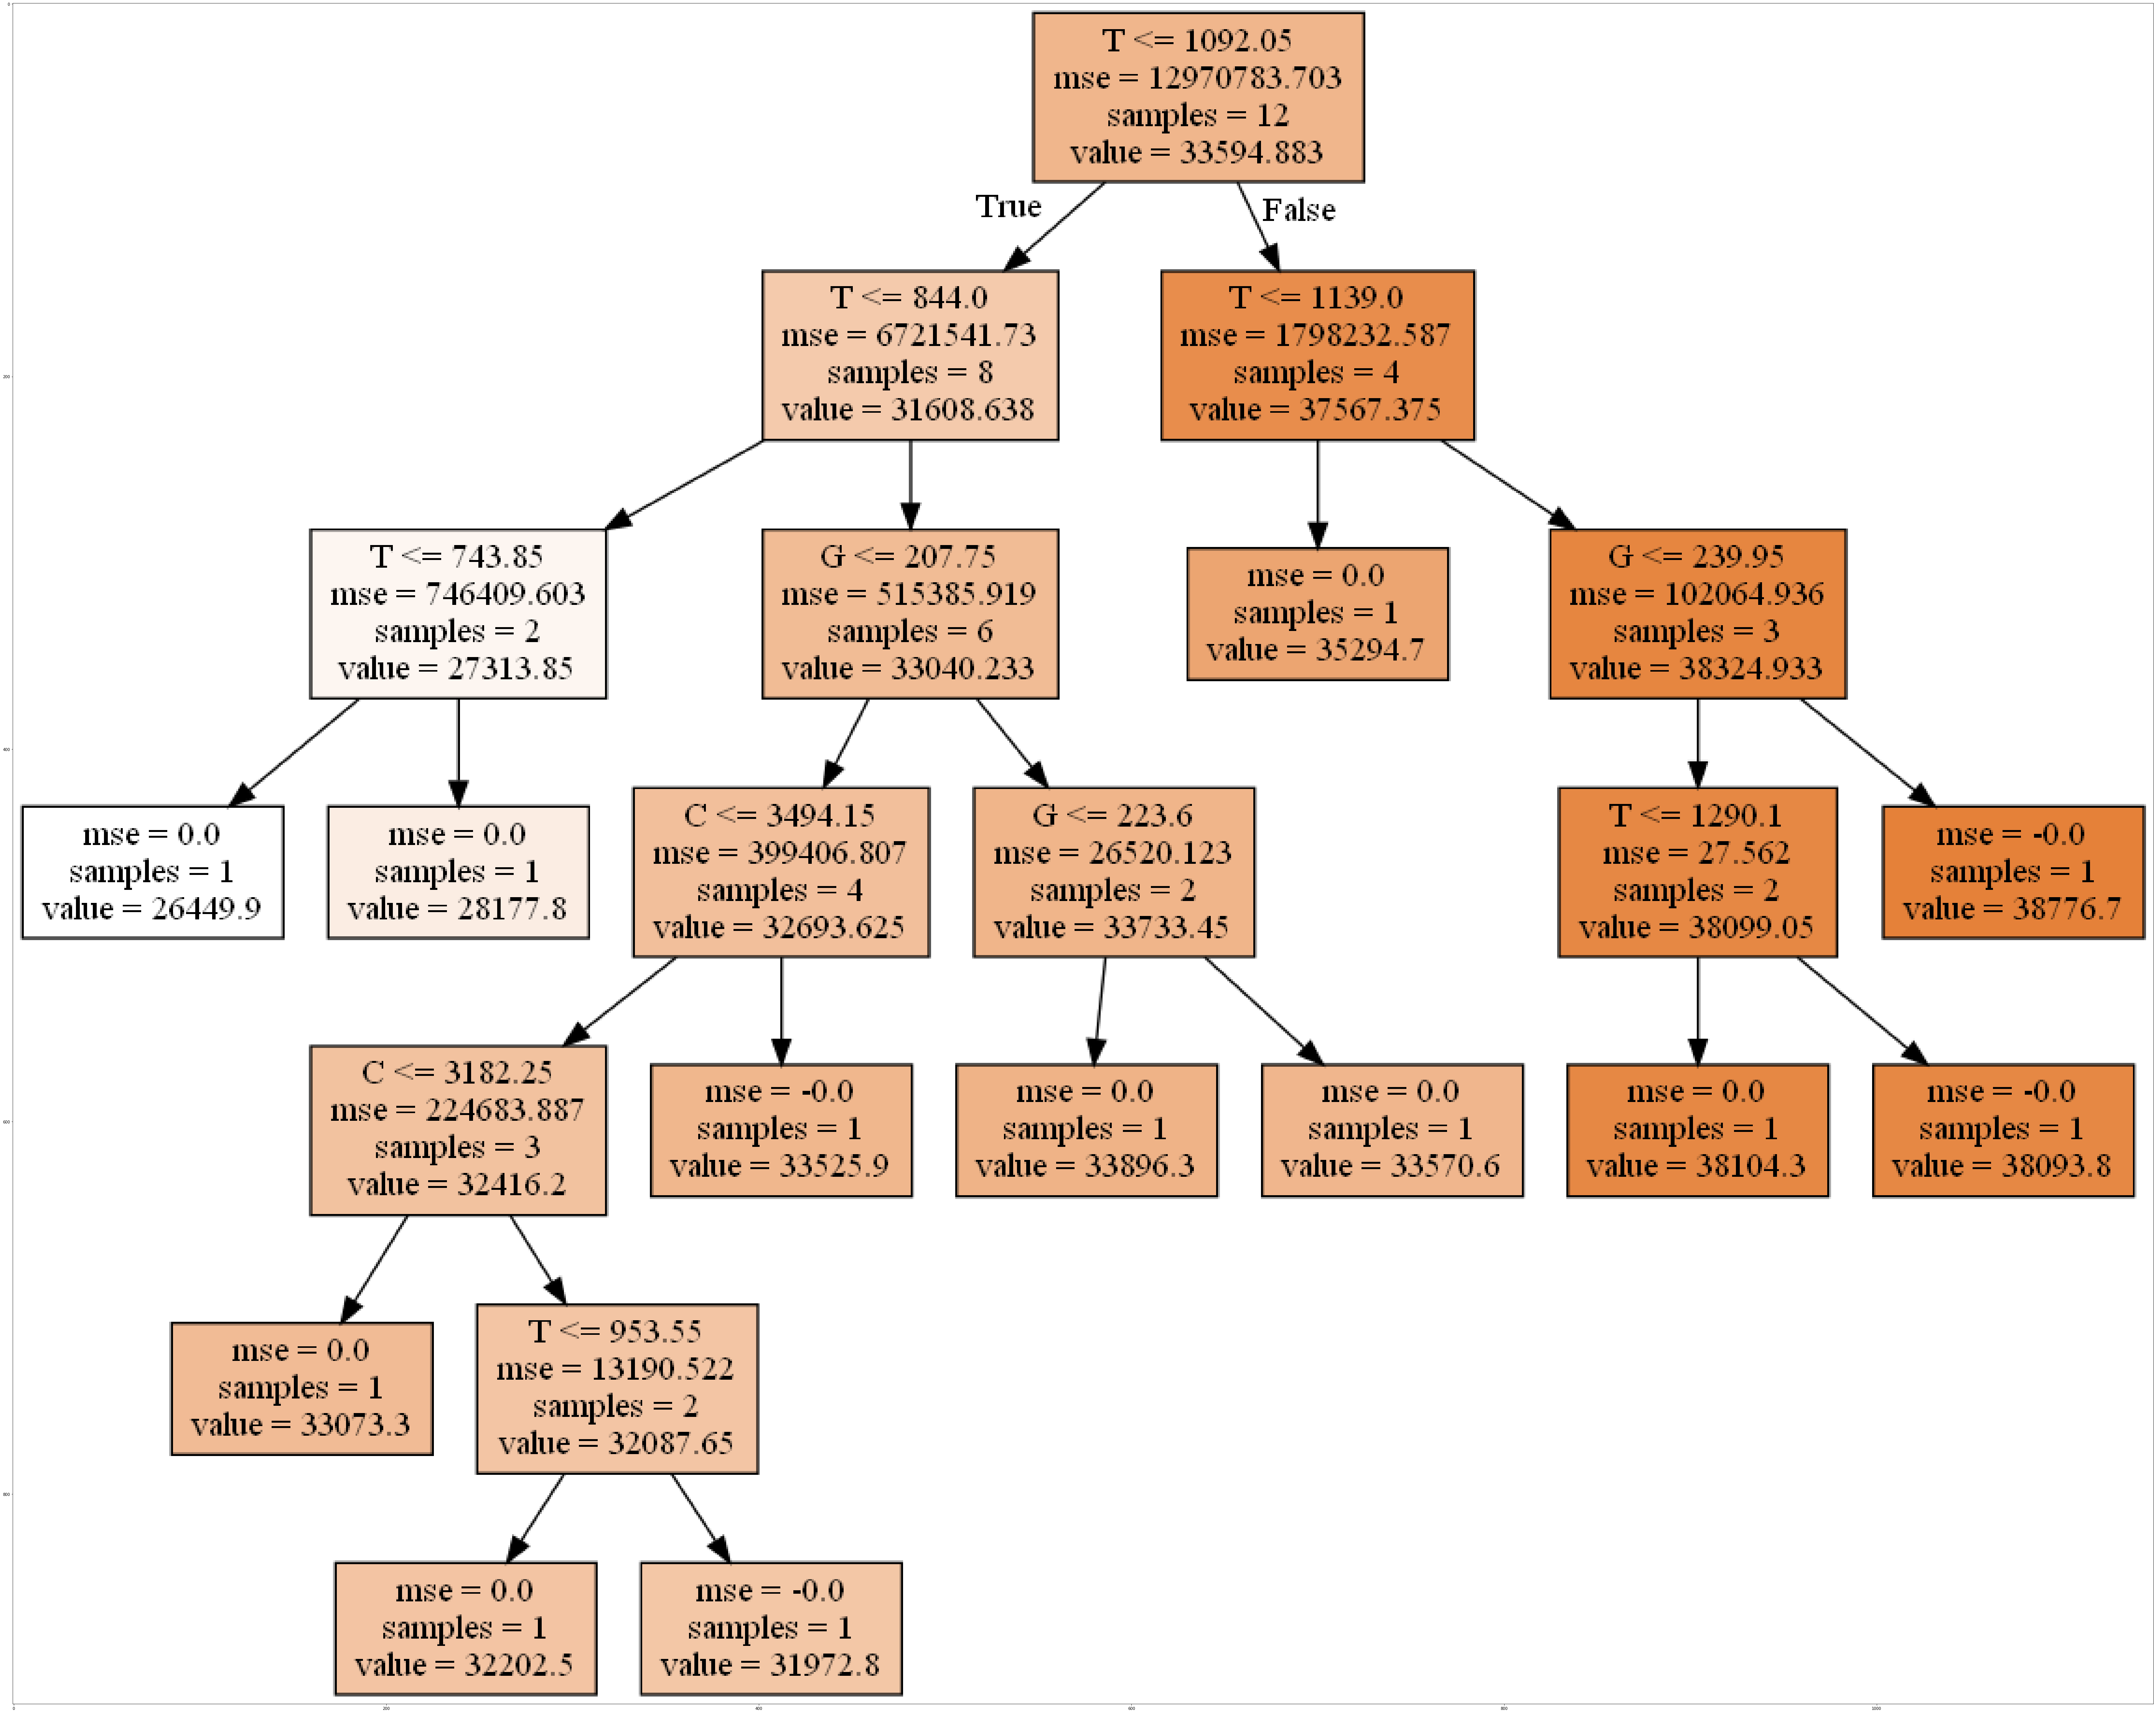 T <= 1092.05
mse = 12970783.703
samples = 12
value = 33594.883
True
False
T <= 844.0
mse = 6721541.73
samples = 8
value = 31608.638
T <= 1139.0
mse = 1798232.587
samples = 4
value = 37567.375
T <= 743.85
mse = 746409.603
samples = 2
value = 27313.85
G <= 207.75
mse = 515385.919
samples = 6
value = 33040.233
mse = 0.0
samples = 1
value = 35294.7
G <= 239.95
mse = 102064.936
samples = 3
value = 38324.933
mse = 0.0
samples = 1
value = 26449.9
mse = 0.0
samples = 1
value = 28177.8
C <= 3494.15
mse = 399406.807
samples = 4
value = 32693.625
G <= 223.6
mse = 26520.123
samples = 2
value = 33733.45
T <= 1290.1
mse = 27.562
samples = 2
value = 38099.05
mse = -0.0
samples = 1
value = 38776.7
C <= 3182.25
mse = 224683.887
samples = 3
value = 32416.2
mse = -0.0
samples = 1
value = 33525.9
mse = 0.0
samples = 1
value = 33896.3
mse = 0.0
samples = 1
value = 33570.6
mse = 0.0
samples = 1
value = 38104.3
mse = -0.0
samples = 1
value = 38093.8
mse = 0.0
samples = 1
value = 33073.3
T <= 953.55
mse = 13190.522
samples = 2
value = 32087.65
mse = 0.0
samples = 1
value = 32202.5
mse = -0.0
samples = 1
value = 31972.8